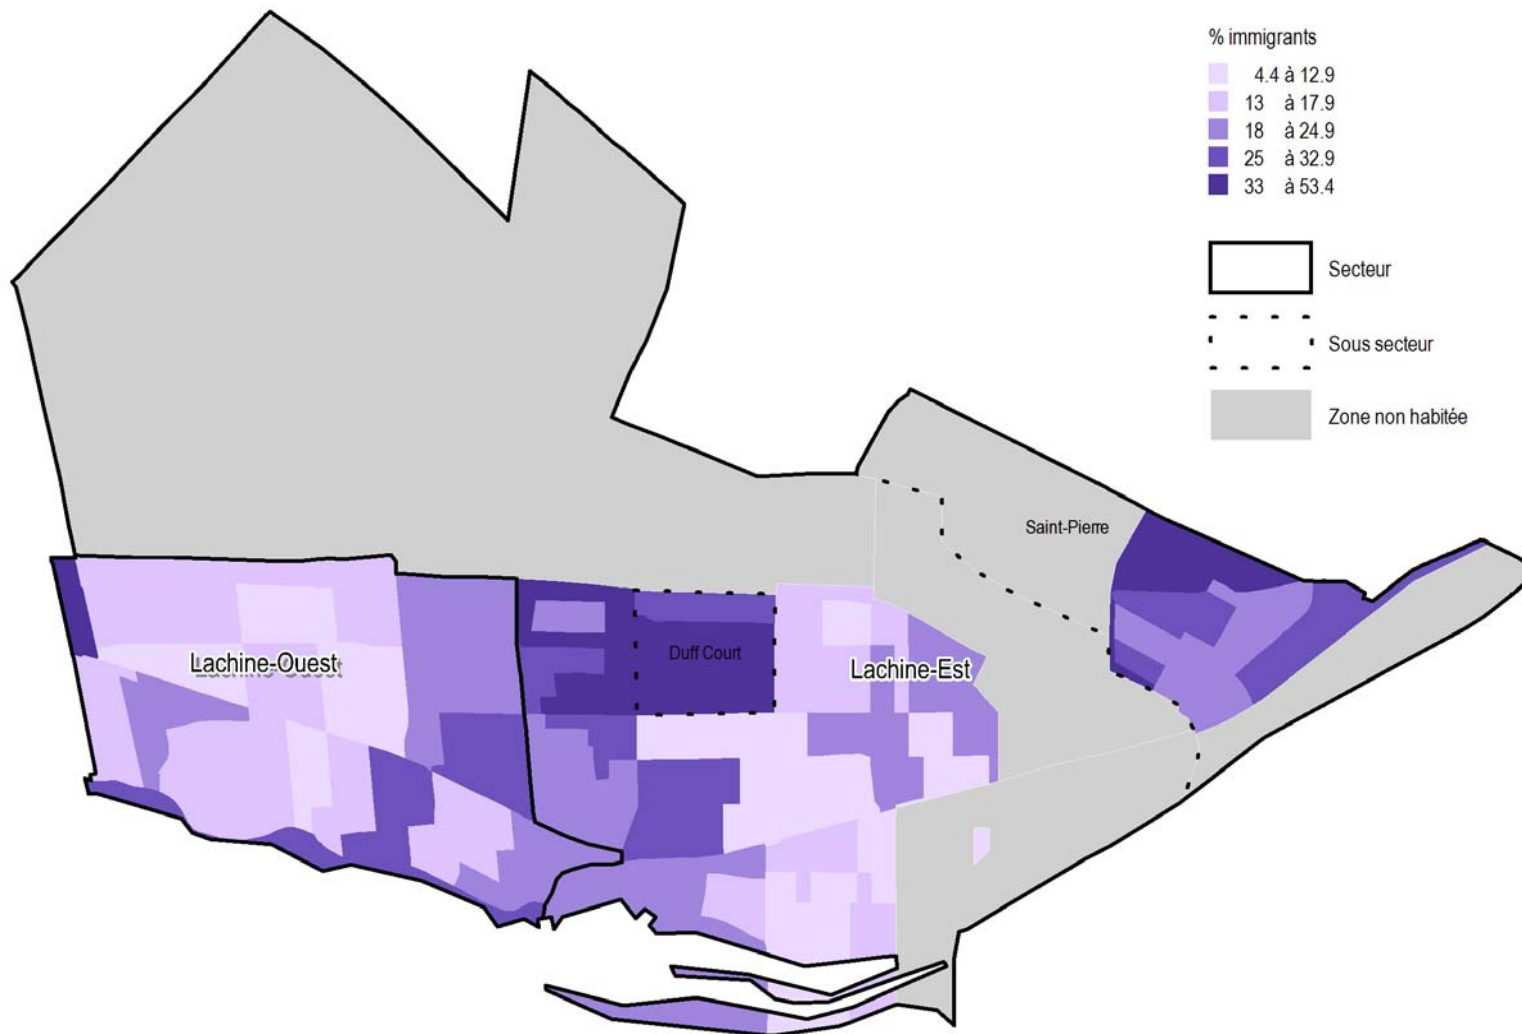 % immigrants
4.4 à 12.9
13 à 17.9
18 à 24.9
25 à 32.9
33 à 53.4
Secteur
Sous secteur
Zone non habitée
Saint-Pierre
Duff Court
Lachine-Ouest
Lachine-Est